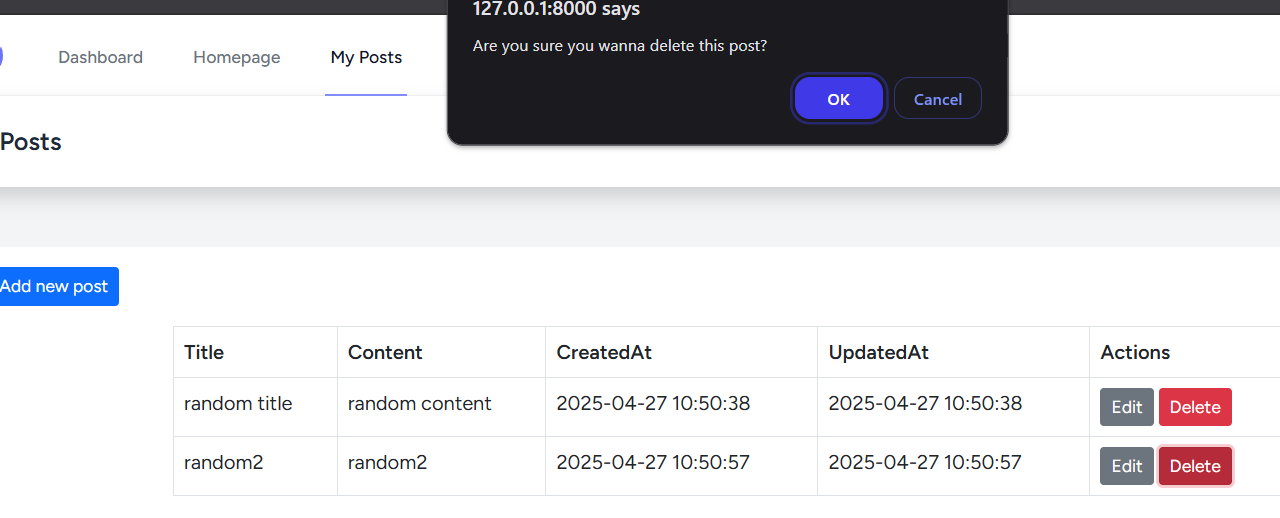 127.0.0.1:8000 says
Are you sure you wanna delete this post?
OK Cancel
Dashboard Homepage My Posts
Posts
Add new post
Title Content CreatedAt UpdatedAt Actions
random title random content 2025-04-27 10:50:38 2025-04-27 10:50:38 Edit Delete
random2 random2 2025-04-27 10:50:57 2025-04-27 10:50:57 Edit Delete